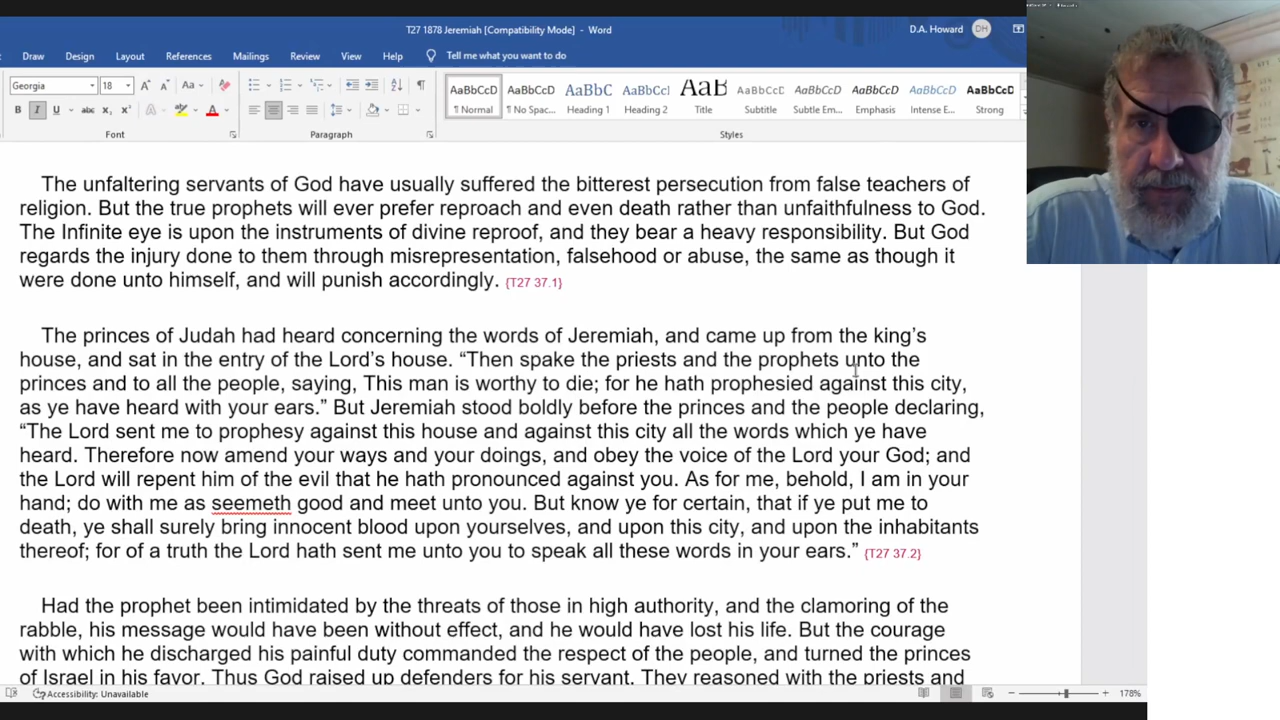 T27 1878 Jeremiah [Compatibility Mode] - Word
D.A. Howard DH
Draw Design Layout References Mailings Review View Help Tell me what you want to do
Georgia 18 Aa
AaBbCcD AaBbCcD AaBbC AaBbCc AaB AaBbCcD AaBbCcD AaBbCcD AaBbCcD AaBbCcD
¶ Normal ¶ No Spac... Heading 1 Heading 2 Title Subtitle Subtle Em... Emphasis Intense E... Strong
B I U abc x₂ x² A A
Font Paragraph Styles
The unfaltering servants of God have usually suffered the bitterest persecution from false teachers of
religion. But the true prophets will ever prefer reproach and even death rather than unfaithfulness to God.
The Infinite eye is upon the instruments of divine reproof, and they bear a heavy responsibility. But God
regards the injury done to them through misrepresentation, falsehood or abuse, the same as though it
were done unto himself, and will punish accordingly. {T27 37.1}
The princes of Judah had heard concerning the words of Jeremiah, and came up from the king’s
house, and sat in the entry of the Lord’s house. “Then spake the priests and the prophets unto the
princes and to all the people, saying, This man is worthy to die; for he hath prophesied against this city,
as ye have heard with your ears.” But Jeremiah stood boldly before the princes and the people declaring,
“The Lord sent me to prophesy against this house and against this city all the words which ye have
heard. Therefore now amend your ways and your doings, and obey the voice of the Lord your God; and
the Lord will repent him of the evil that he hath pronounced against you. As for me, behold, I am in your
hand; do with me as seemeth good and meet unto you. But know ye for certain, that if ye put me to
death, ye shall surely bring innocent blood upon yourselves, and upon this city, and upon the inhabitants
thereof; for of a truth the Lord hath sent me unto you to speak all these words in your ears.” {T27 37.2}
Had the prophet been intimidated by the threats of those in high authority, and the clamoring of the
rabble, his message would have been without effect, and he would have lost his life. But the courage
with which he discharged his painful duty commanded the respect of the people, and turned the princes
of Israel in his favor. Thus God raised up defenders for his servant. They reasoned with the priests and
Accessibility: Unavailable 178%